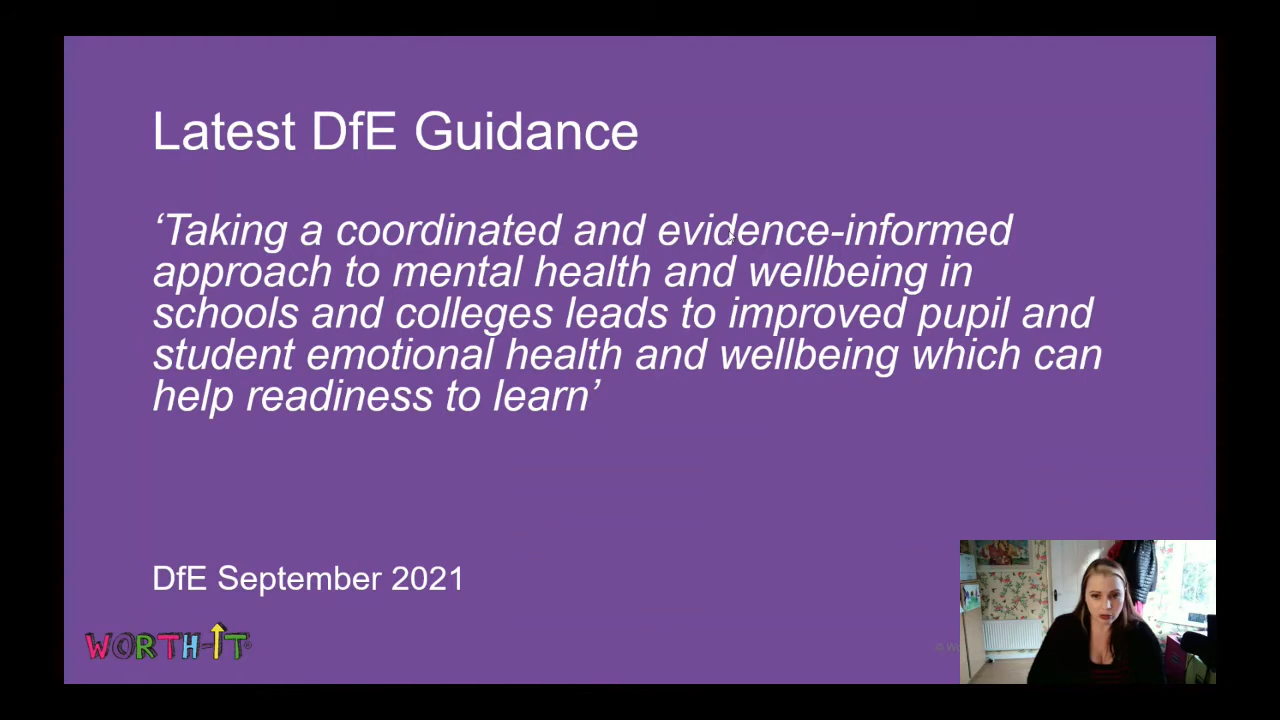 Latest DfE Guidance
‘Taking a coordinated and evidence-informed
approach to mental health and wellbeing in
schools and colleges leads to improved pupil and
student emotional health and wellbeing which can
help readiness to learn’
DfE September 2021
WORTH-IT